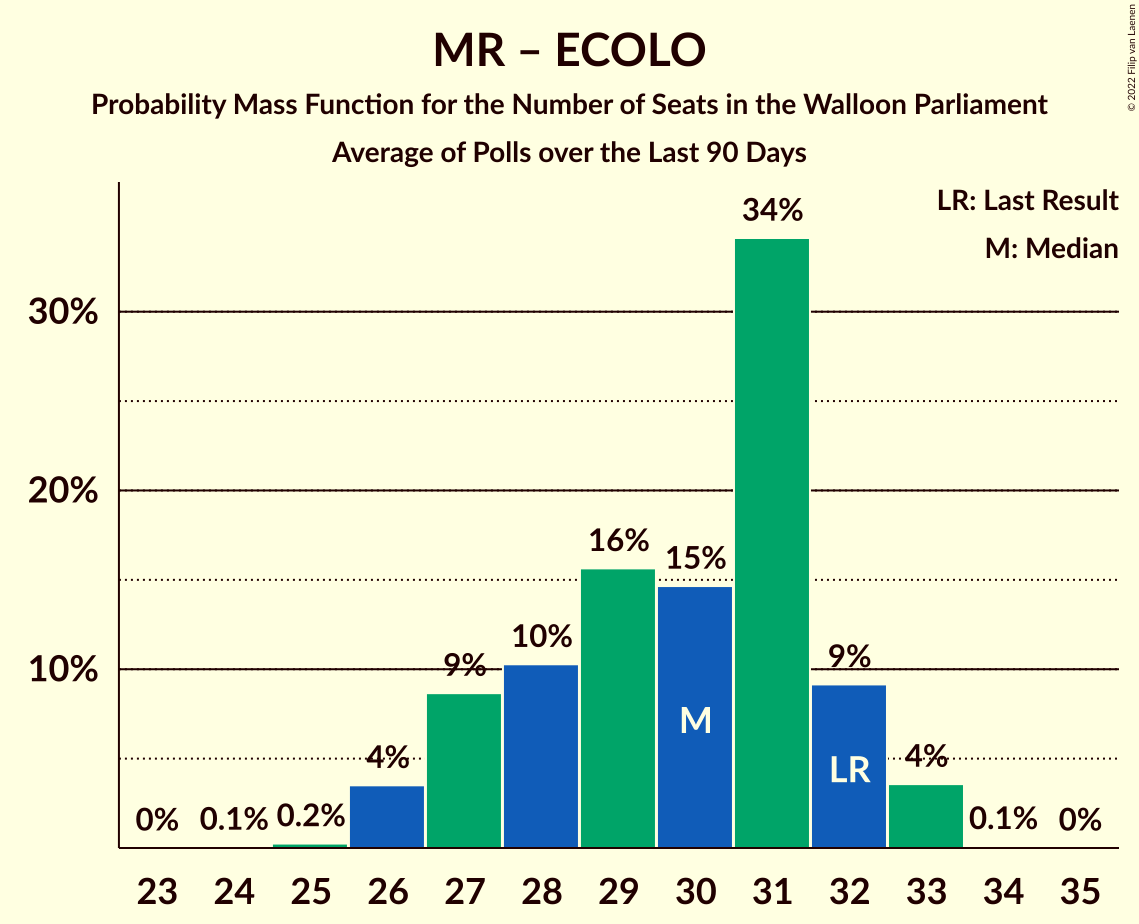 MR – ECOLO
Probability Mass Function for the Number of Seats in the Walloon Parliament
Average of Polls over the Last 90 Days
© 2022 Filip van Laenen
LR: Last Result
M: Median
34%
30%
20%
16%
15%
10%
10%
9%
9%
M
LR
4%
4%
0%
0.1%
0.2%
0.1%
0%
23 24 25 26 27 28 29 30 31 32 33 34 35